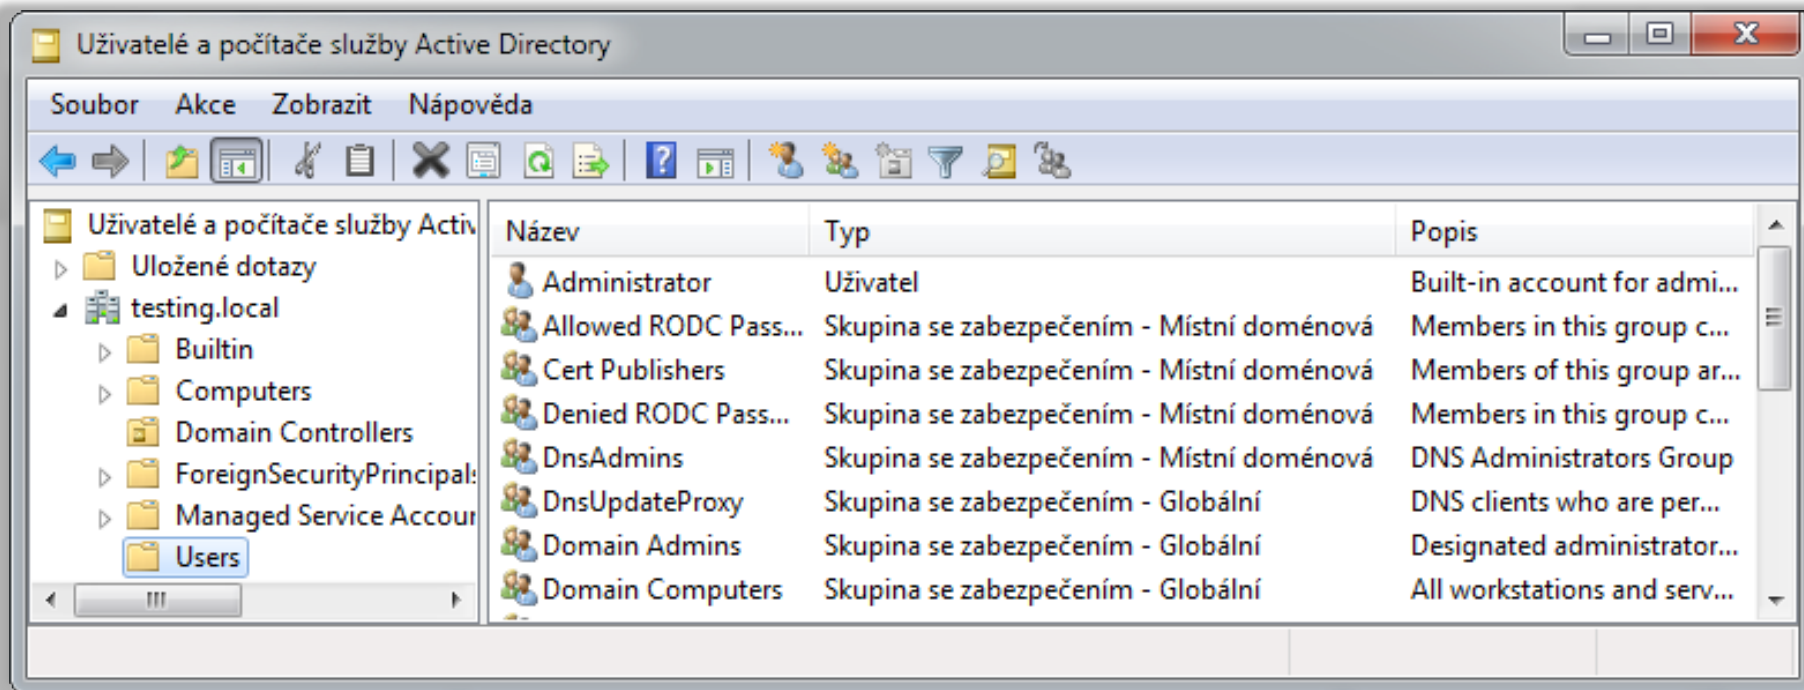 Uživatelé a počítače služby Active Directory
Soubor Akce Zobrazit Nápověda
Uživatelé a počítače služby Activ
Uložené dotazy
testing.local
Builtin
Computers
Domain Controllers
ForeignSecurityPrincipals
Managed Service Accour
Users
Název Typ Popis
Administrator Uživatel Built-in account for admi...
Allowed RODC Pass... Skupina se zabezpečením - Místní doménová Members in this group c...
Cert Publishers Skupina se zabezpečením - Místní doménová Members of this group ar...
Denied RODC Pass... Skupina se zabezpečením - Místní doménová Members in this group c...
DnsAdmins Skupina se zabezpečením - Místní doménová DNS Administrators Group
DnsUpdateProxy Skupina se zabezpečením - Globální DNS clients who are per...
Domain Admins Skupina se zabezpečením - Globální Designated administrator...
Domain Computers Skupina se zabezpečením - Globální All workstations and serv...